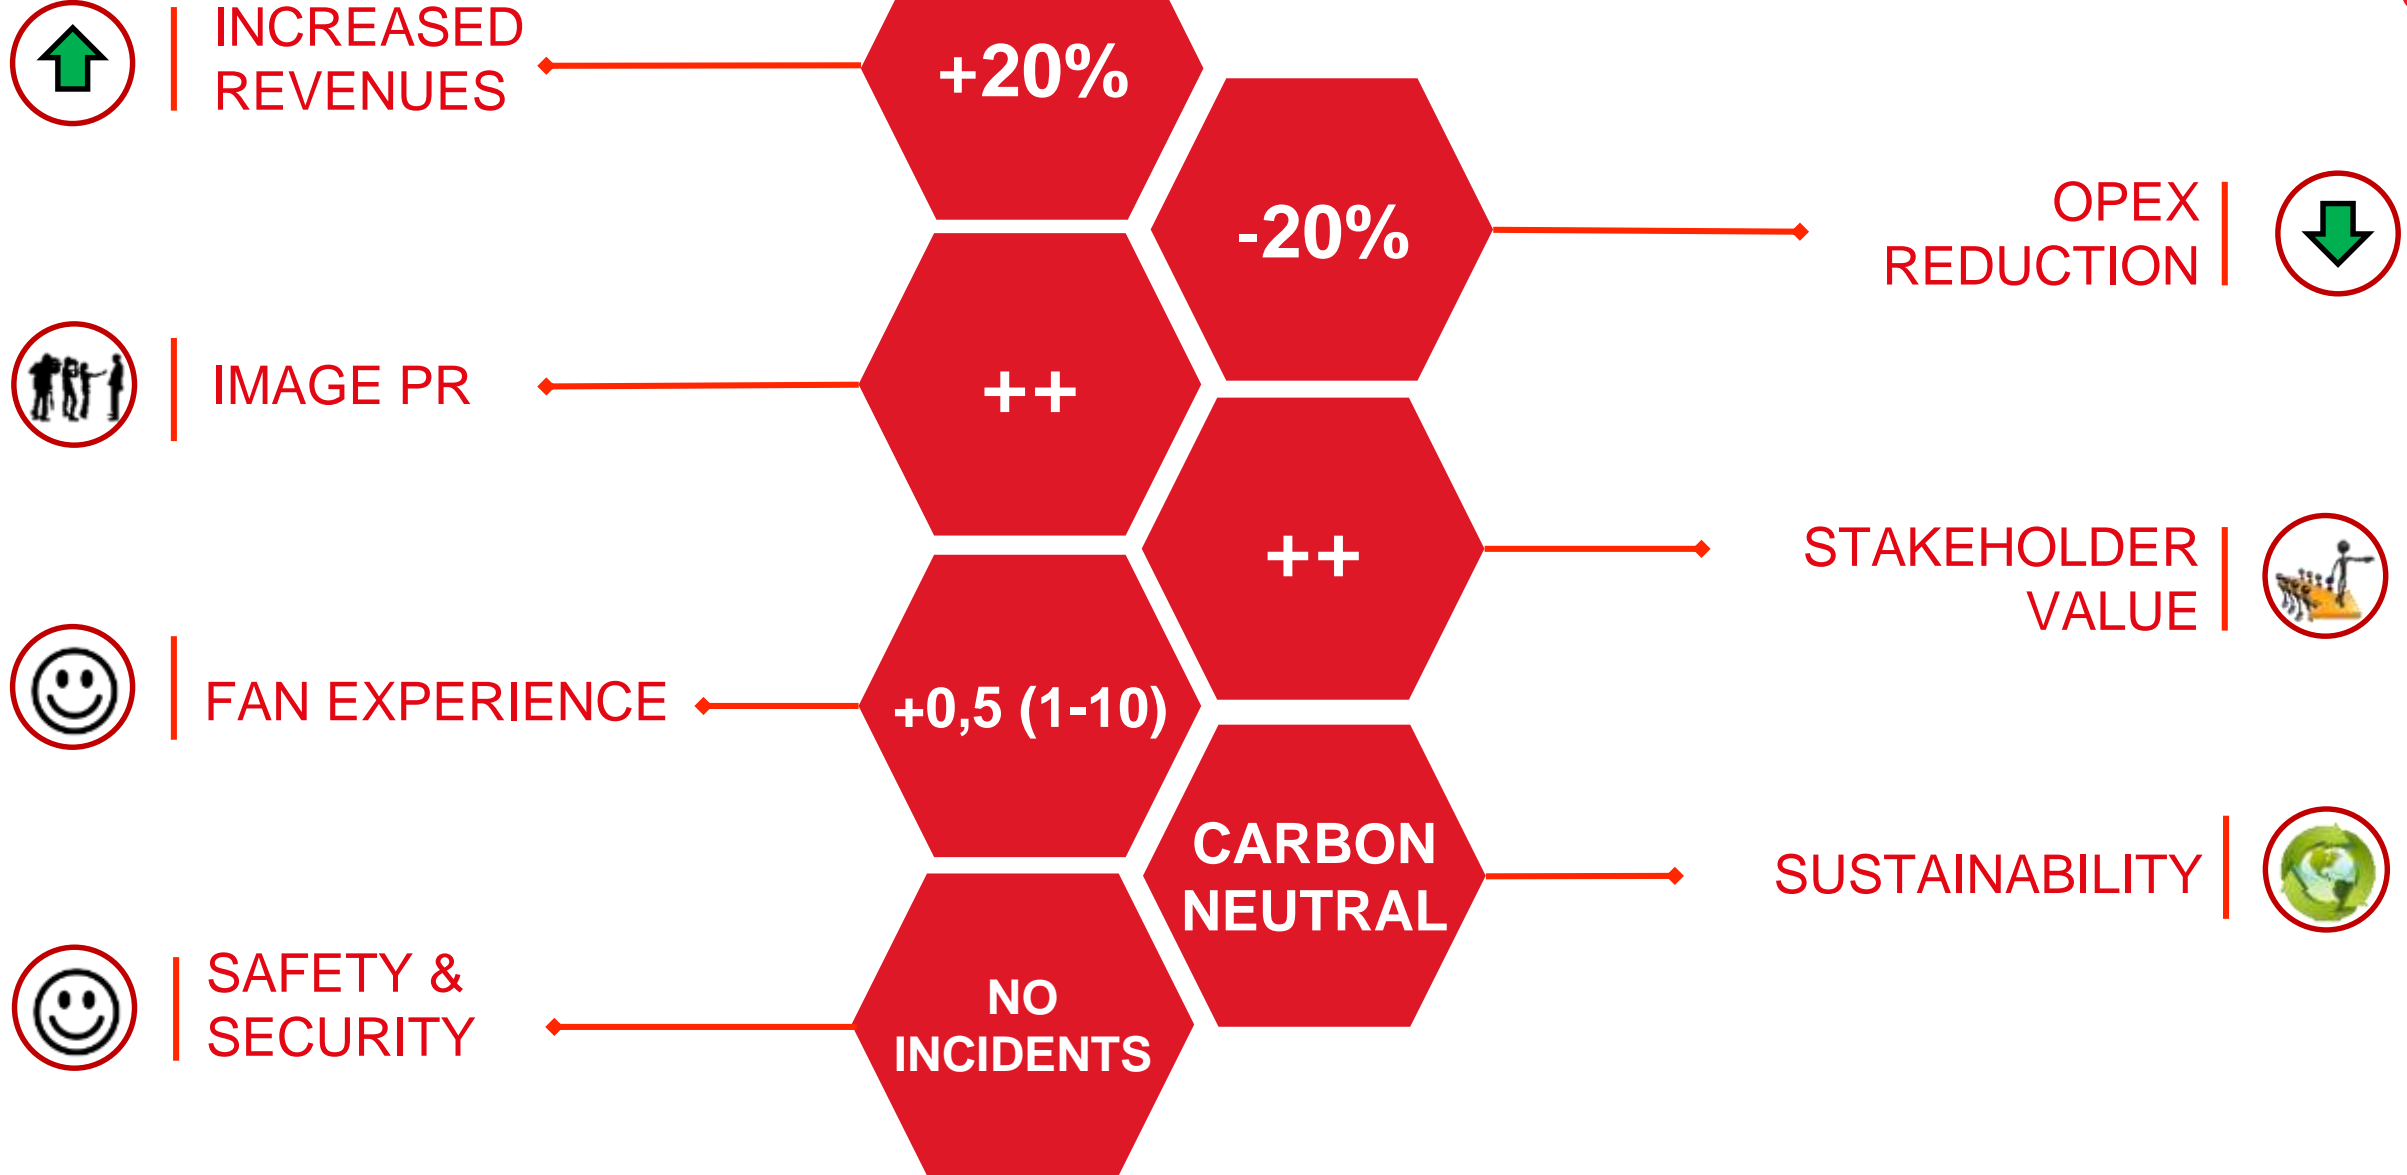 INCREASED
REVENUES
+20%
-20%
OPEX
REDUCTION
IMAGE PR
++
++
STAKEHOLDER
VALUE
FAN EXPERIENCE
+0,5 (1-10)
CARBON
NEUTRAL
SUSTAINABILITY
SAFETY &
SECURITY
NO
INCIDENTS